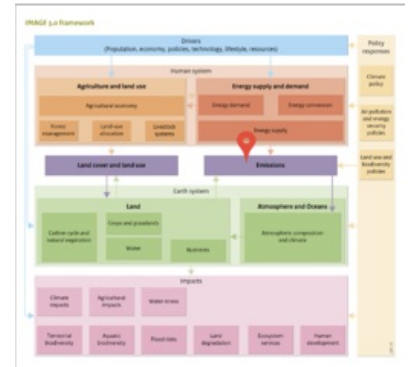 IMAGE 3.0 framework
Drivers
(Population, economy, policies, technology, lifestyle, resources)
Policy
responses
Human system
Agriculture and land use
Energy supply and demand
Climate
policy
Agricultural economy
Energy demand
Energy conversion
Air pollution
and energy
security
policies
Forest
management
Land-use
allocation
Livestock
systems
Energy supply
Land cover and land use
Emissions
Land use and
biodiversity
policies
Earth system
Land
Atmosphere and Oceans
Carbon cycle and
natural vegetation
Crops and grasslands
Water
Nutrients
Atmospheric composition
and climate
Impacts
Climate
impacts
Agricultural
impacts
Water stress
Terrestrial
biodiversity
Aquatic
biodiversity
Flood risks
Land
degradation
Ecosystem
services
Human
development